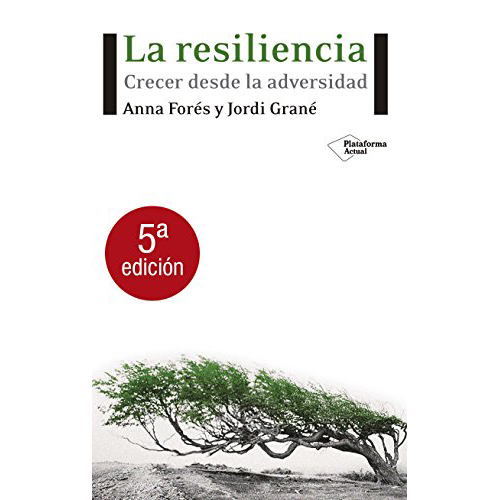 La resiliencia
Crecer desde la adversidad
Anna Forés y Jordi Grané
Plataforma
Actual
5ª
edición